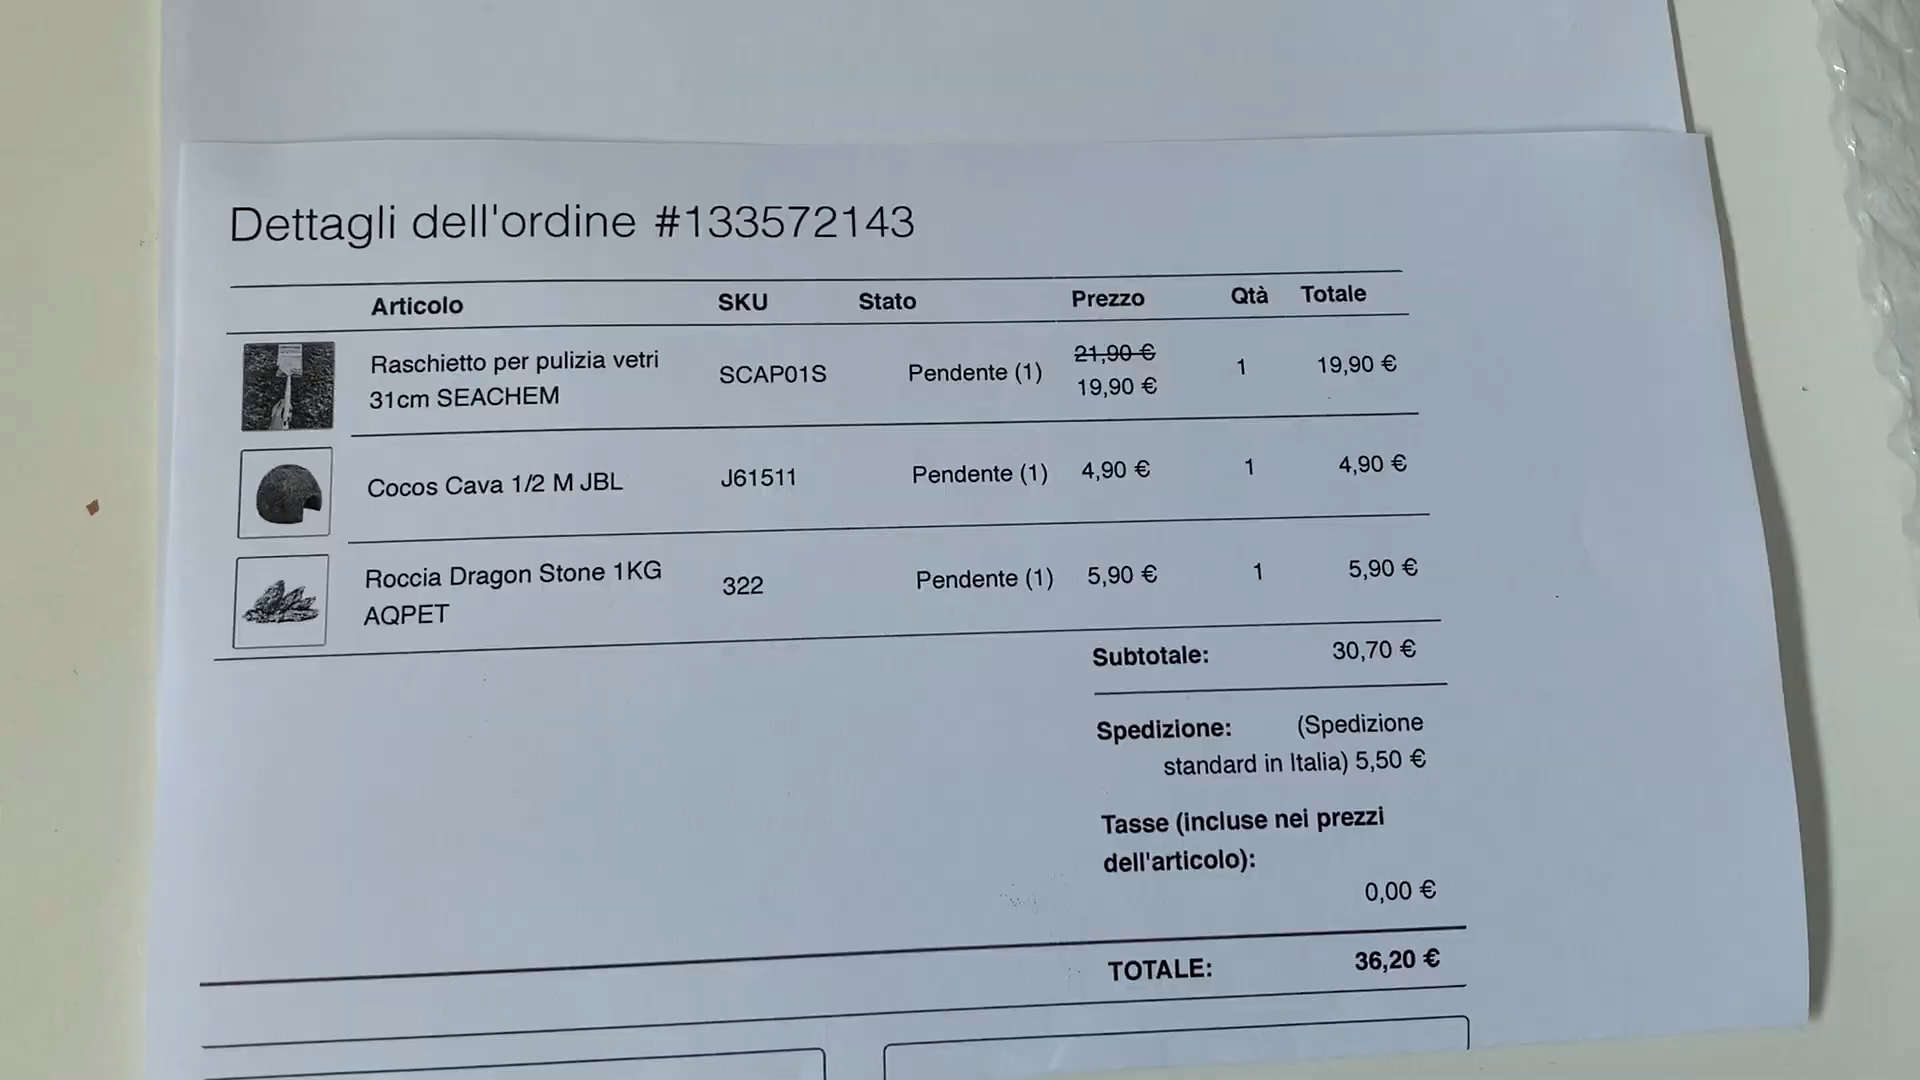 Dettagli dell'ordine #133572143
Articolo SKU Stato Prezzo Qtà Totale
Raschietto per pulizia vetri
31cm SEACHEM
SCAP01S Pendente (1) 21,90 €
19,90 € 1 19,90 €
Cocos Cava 1/2 M JBL J61511 Pendente (1) 4,90 € 1 4,90 €
Roccia Dragon Stone 1KG
AQPET
322 Pendente (1) 5,90 € 1 5,90 €
Subtotale: 30,70 €
Spedizione: (Spedizione
standard in Italia) 5,50 €
Tasse (incluse nei prezzi
dell'articolo):
0,00 €
TOTALE: 36,20 €